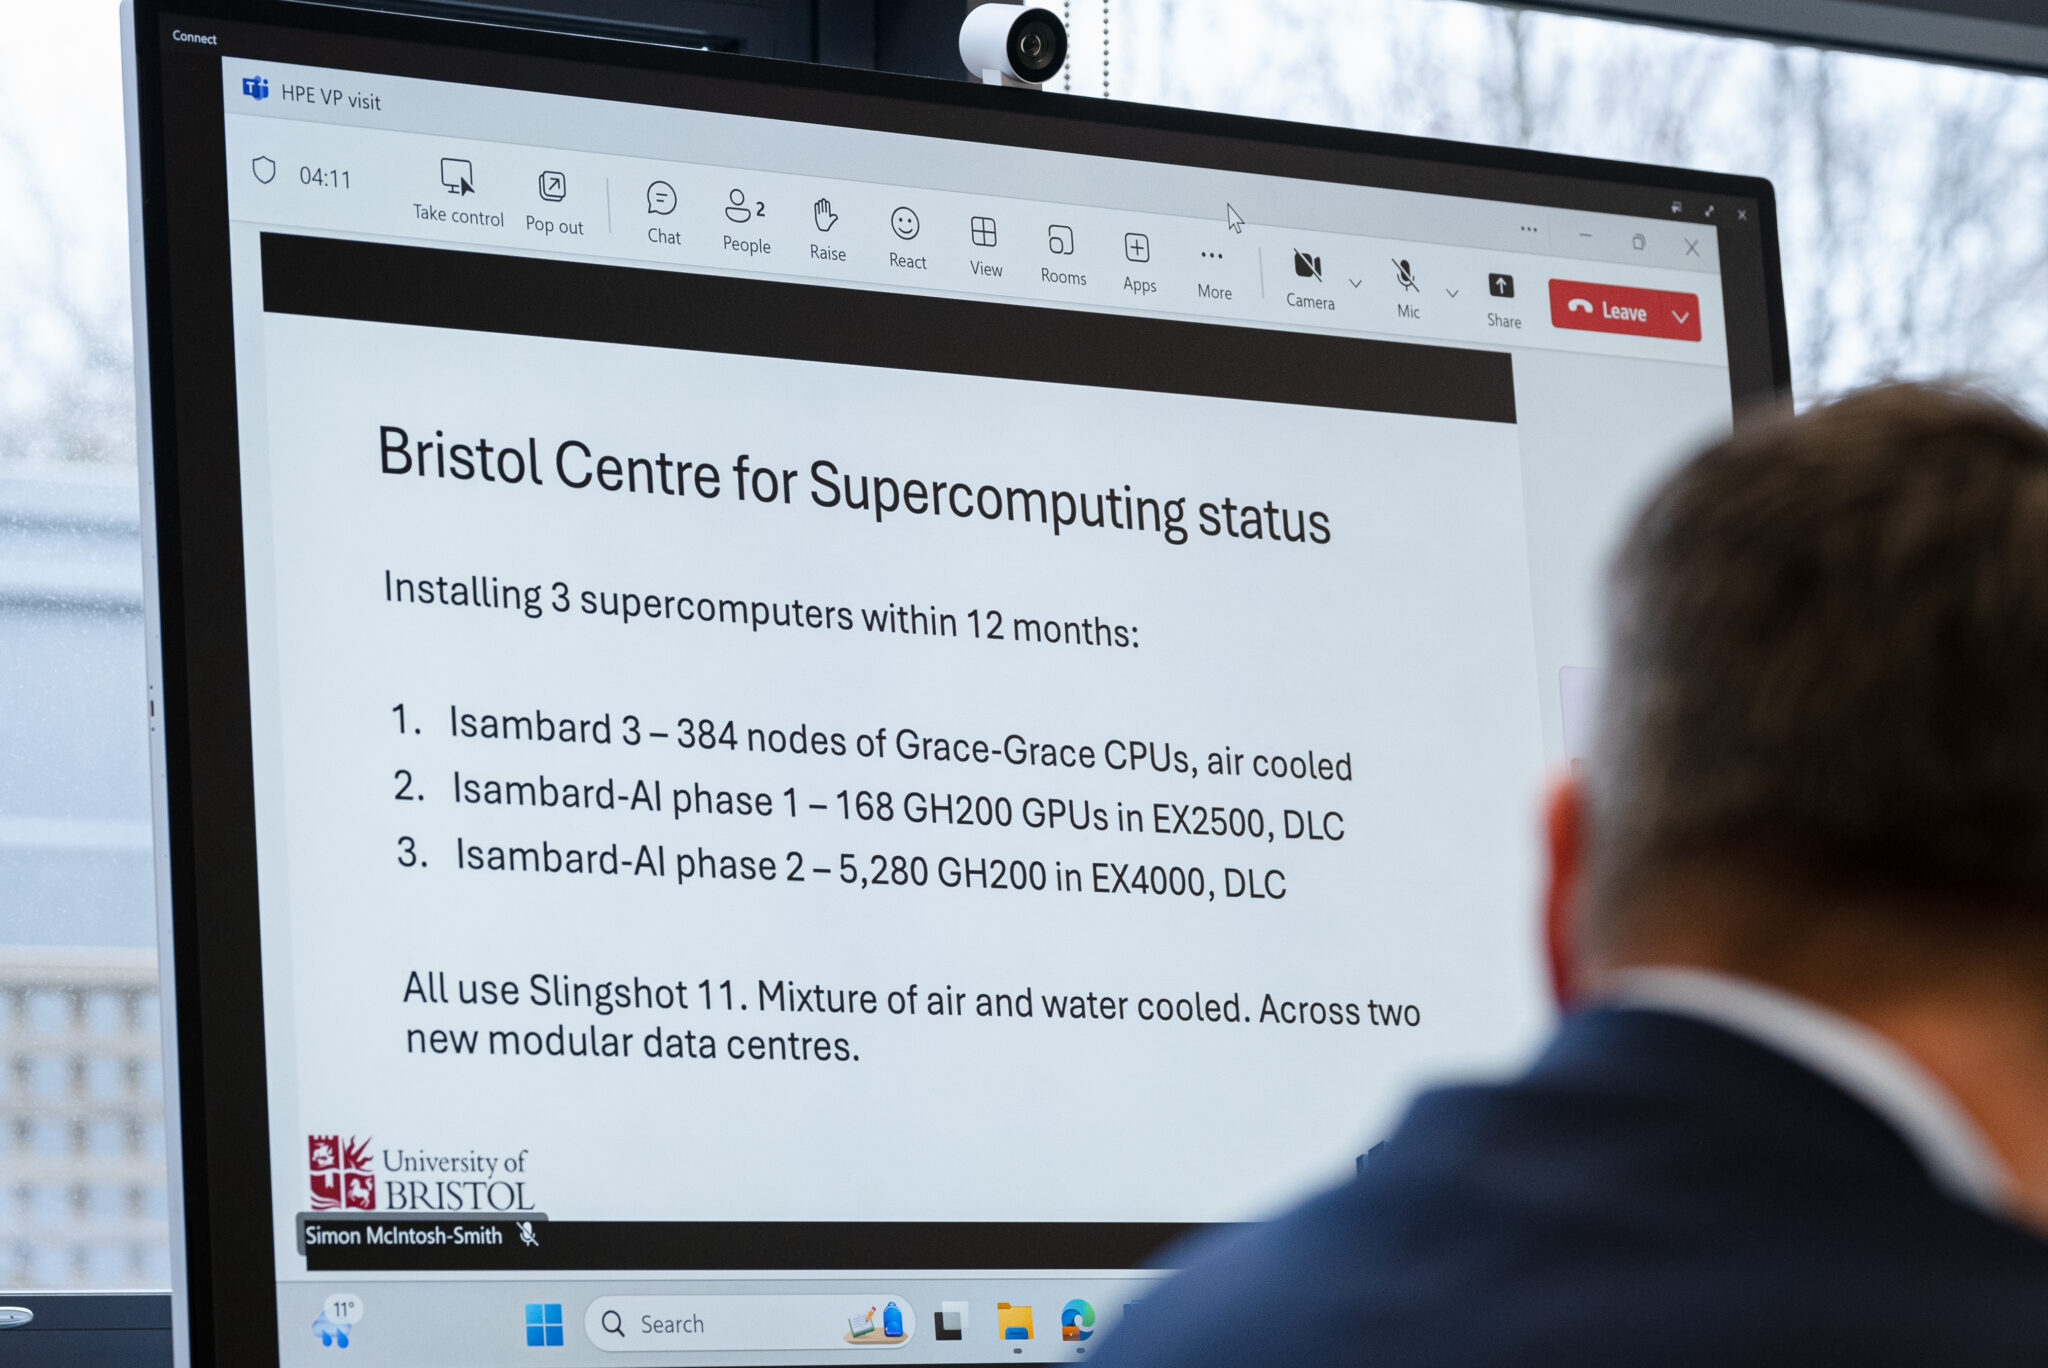 Connect
HPE VP visit
04:11
Take control
Pop out
Chat
2
People
Raise
React
View
Rooms
Apps
More
Camera
Mic
Share
Leave
Bristol Centre for Supercomputing status
Installing 3 supercomputers within 12 months:
1. Isambard 3 – 384 nodes of Grace-Grace CPUs, air cooled
2. Isambard-AI phase 1 – 168 GH200 GPUs in EX2500, DLC
3. Isambard-AI phase 2 – 5,280 GH200 in EX4000, DLC
All use Slingshot 11. Mixture of air and water cooled. Across two
new modular data centres.
University of
BRISTOL
Simon McIntosh-Smith
11°
Search